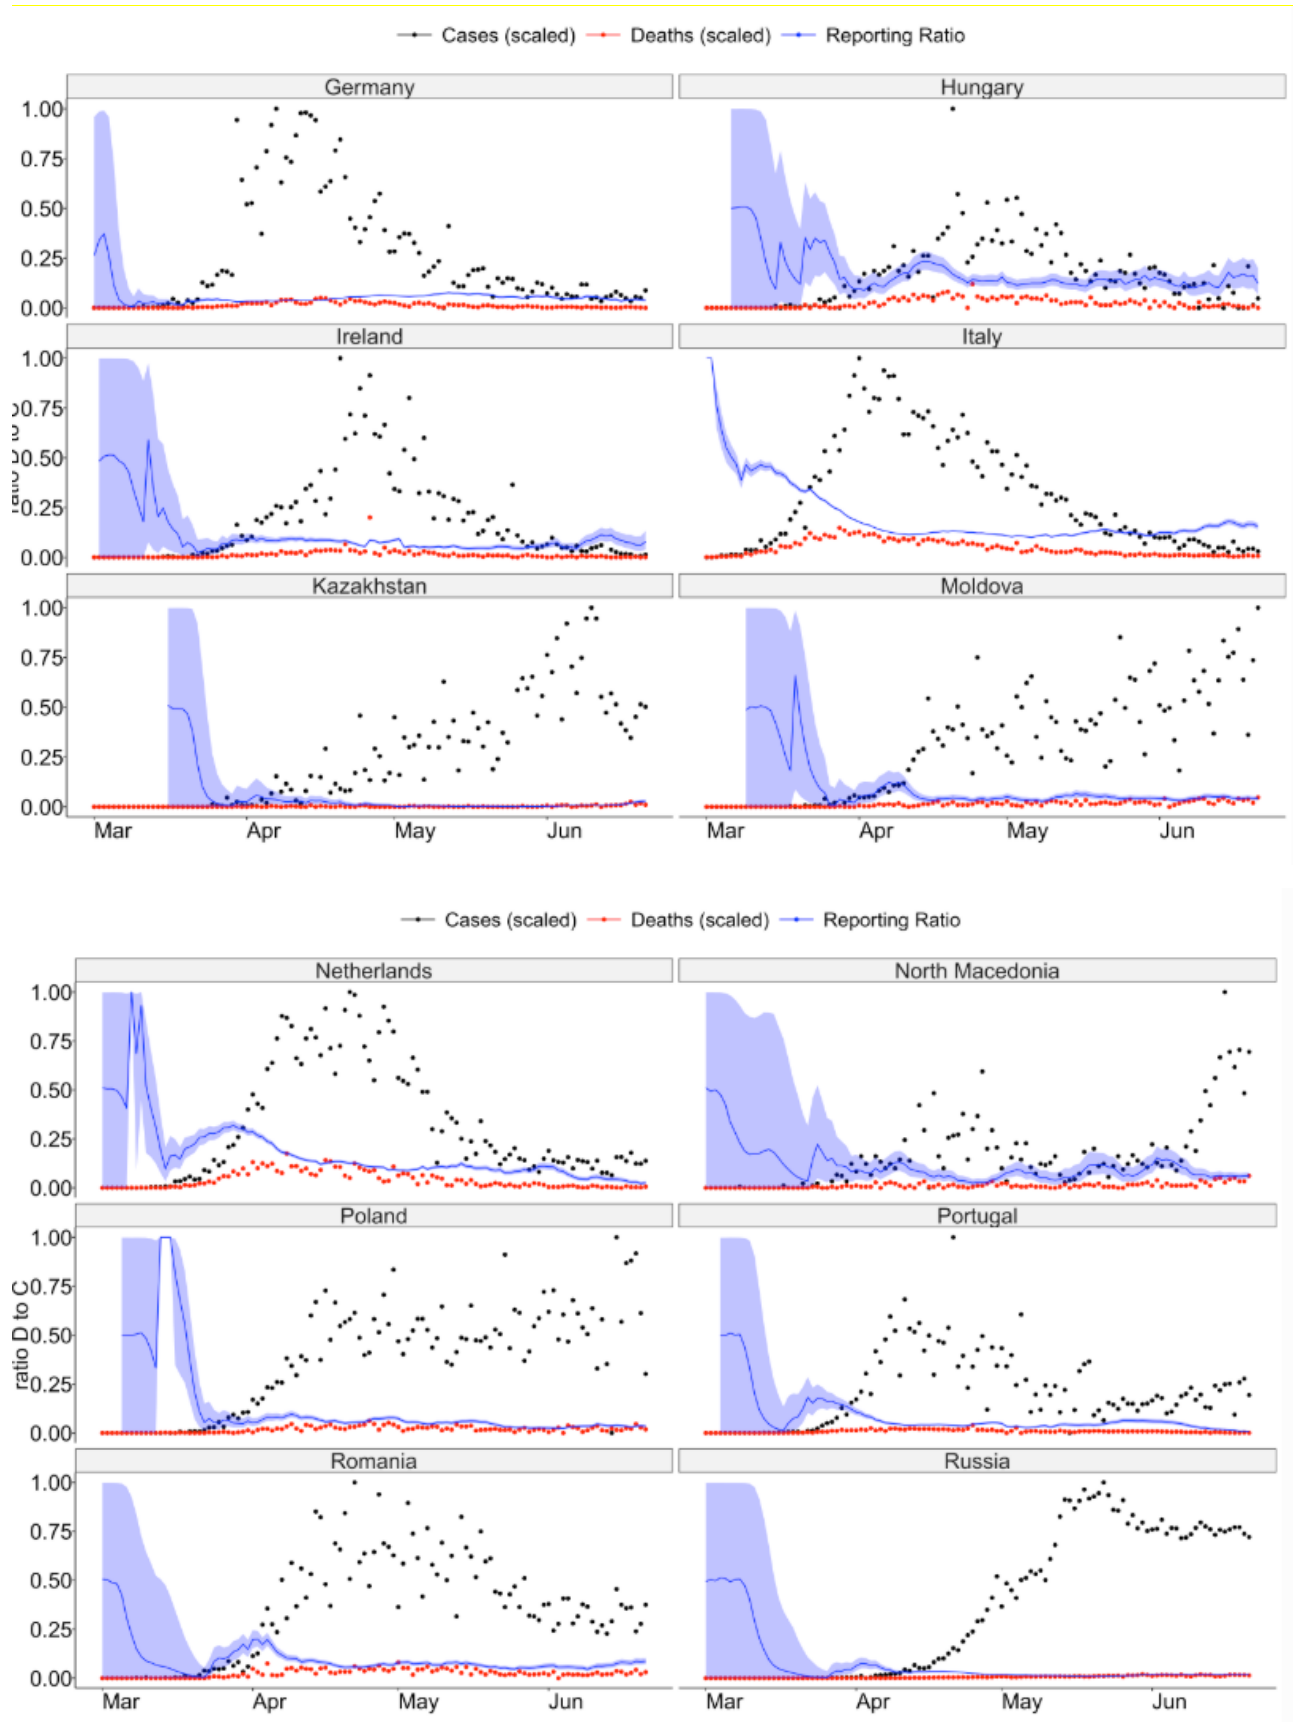 Cases (scaled) Deaths (scaled) Reporting Ratio
Germany Hungary
1.00
0.75
0.50
0.25
0.00
Ireland Italy
1.00
0.75
0.50
0.25
0.00
Kazakhstan Moldova
1.00
0.75
0.50
0.25
0.00
Mar Apr May Jun Mar Apr May Jun
Cases (scaled) Deaths (scaled) Reporting Ratio
Netherlands North Macedonia
1.00
0.75
0.50
0.25
0.00
Poland Portugal
1.00
0.75
0.50
0.25
0.00
ratio D to C
Romania Russia
1.00
0.75
0.50
0.25
0.00
Mar Apr May Jun Mar Apr May Jun